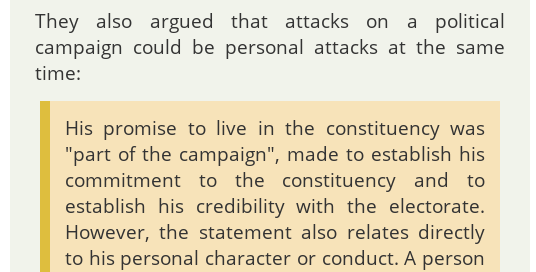 They also argued that attacks on a political
campaign could be personal attacks at the same
time:
His promise to live in the constituency was
"part of the campaign", made to establish his
commitment to the constituency and to
establish his credibility with the electorate.
However, the statement also relates directly
to his personal character or conduct. A person